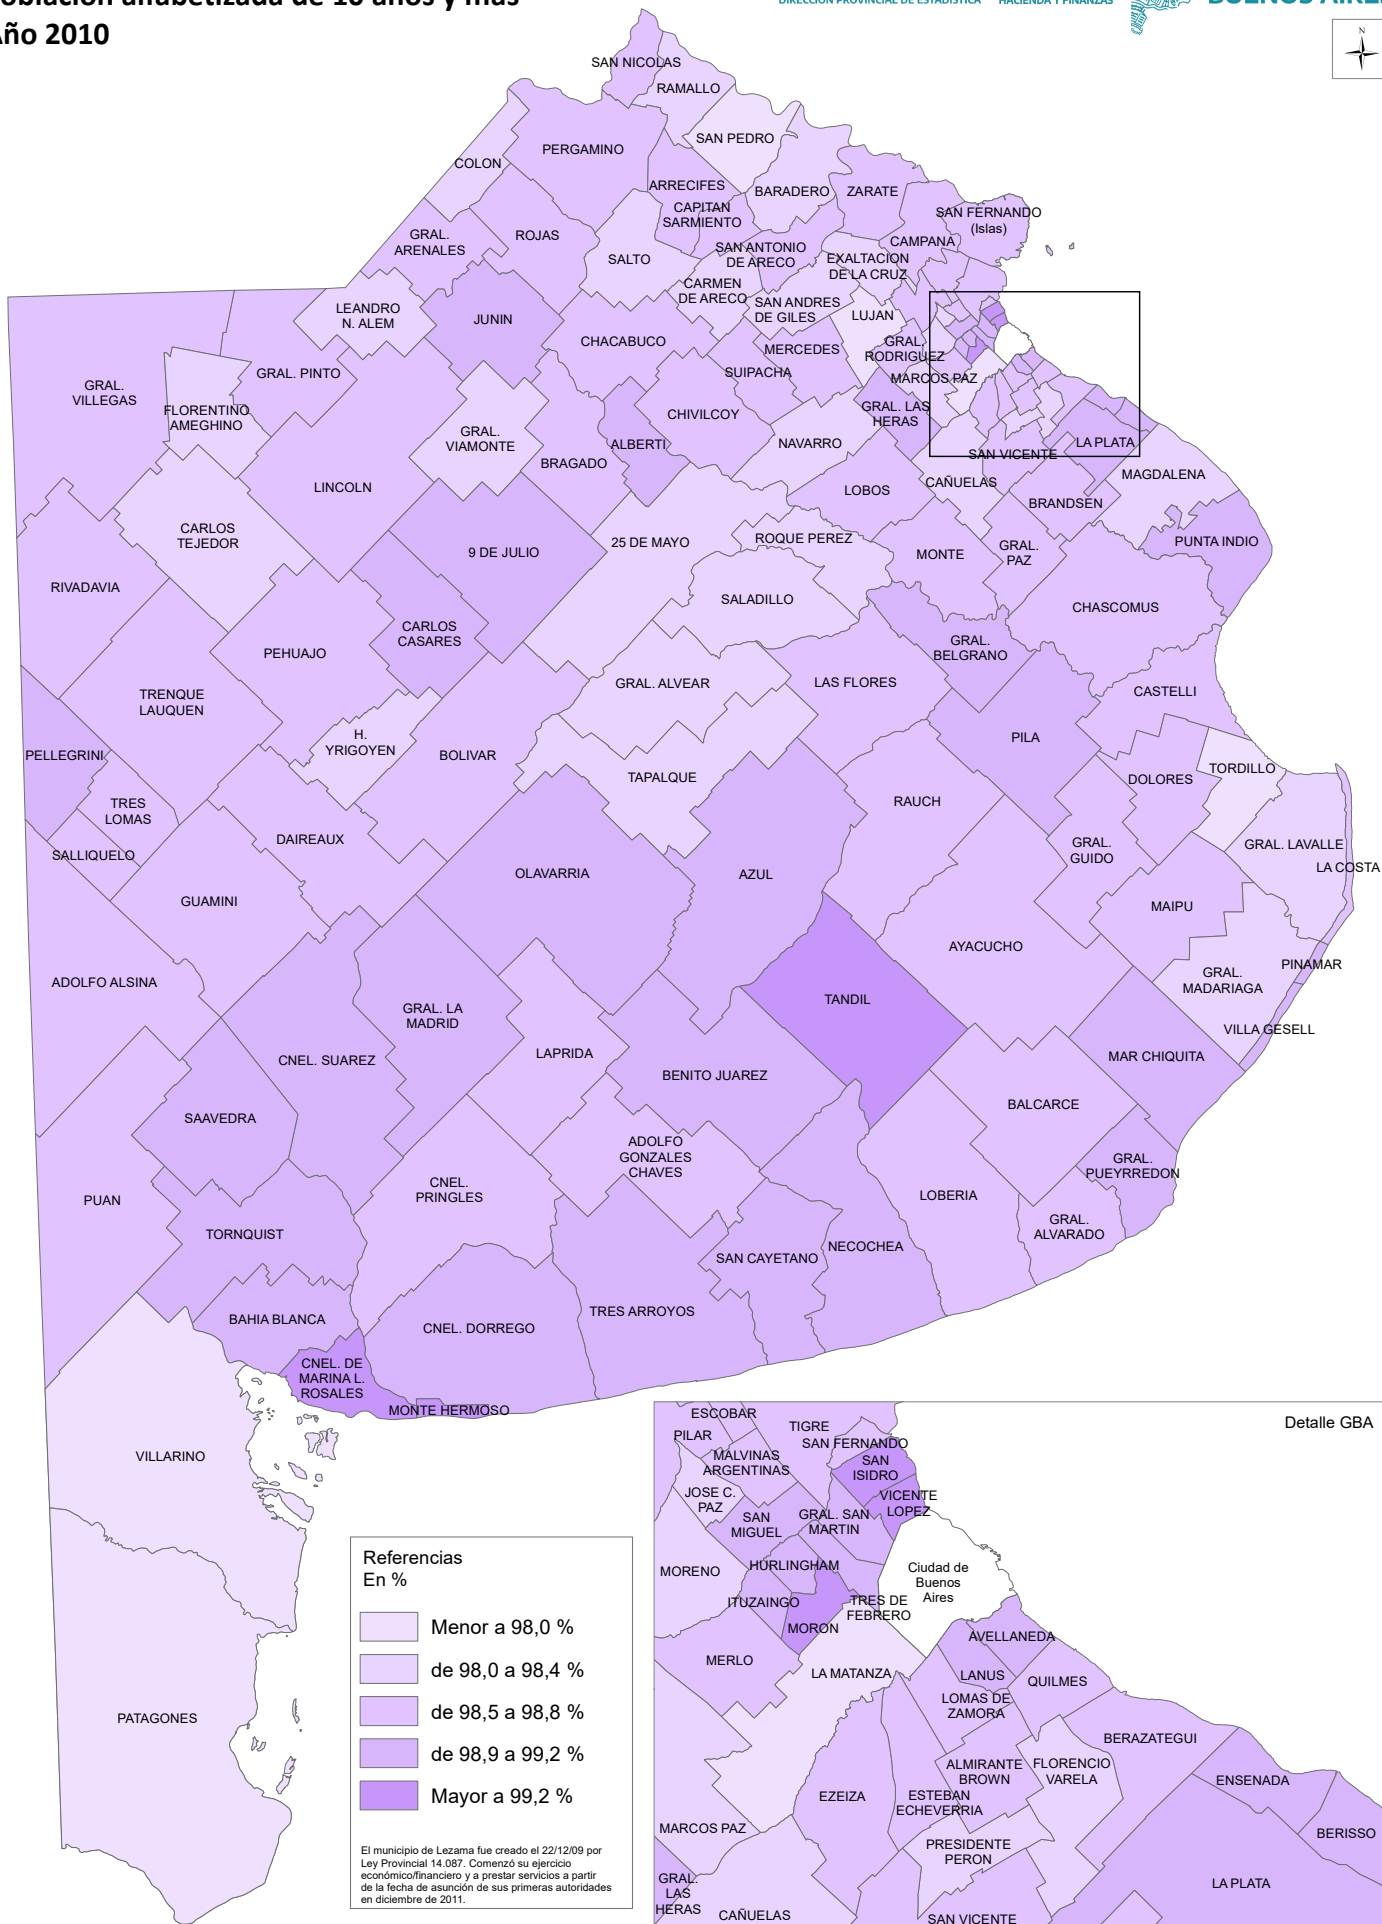 oblación alfabetizada de 10 años y más
Año 2010
DIRECCIÓN PROVINCIAL DE ESTADÍSTICA
HACIENDA Y FINANZAS
BUENOS AIRES
N
SAN NICOLAS
RAMALLO
SAN PEDRO
COLON
PERGAMINO
ARRECIFES
BARADERO
ZARATE
CAPITAN
SARMIENTO
SAN FERNANDO
(Islas)
GRAL.
ARENALES
ROJAS
SALTO
SAN ANTONIO
DE ARECO
CAMPANA
EXALTACION
DE LA CRUZ
CARMEN
DE ARECO
SAN ANDRES
DE GILES
LEANDRO
N. ALEM
JUNIN
LUJAN
CHACABUCO
MERCEDES
GRAL.
RODRIGUEZ
SUIPACHA
MARCOS PAZ
GRAL. PINTO
GRAL.
VILLEGAS
FLORENTINO
AMEGHINO
GRAL.
VIAMONTE
CHIVILCOY
GRAL. LAS
HERAS
ALBERTI
NAVARRO
LA PLATA
BRAGADO
SAN VICENTE
MAGDALENA
LINCOLN
LOBOS
CAÑUELAS
BRANDSEN
CARLOS
TEJEDOR
9 DE JULIO
25 DE MAYO
ROQUE PEREZ
MONTE
GRAL.
PAZ
PUNTA INDIO
RIVADAVIA
SALADILLO
CHASCOMUS
CARLOS
CASARES
PEHUAJO
GRAL.
BELGRANO
TRENQUE
LAUQUEN
GRAL. ALVEAR
LAS FLORES
CASTELLI
PELLEGRINI
H.
YRIGOYEN
BOLIVAR
PILA
TAPALQUE
DOLORES
TORDILLO
TRES
LOMAS
RAUCH
SALLIQUELO
DAIREAUX
GRAL.
GUIDO
GRAL. LAVALLE
LA COSTA
OLAVARRIA
AZUL
GUAMINI
MAIPU
AYACUCHO
ADOLFO ALSINA
GRAL.
MADARIAGA
PINAMAR
TANDIL
GRAL. LA
MADRID
VILLA GESELL
CNEL. SUAREZ
LAPRIDA
MAR CHIQUITA
BENITO JUAREZ
SAAVEDRA
BALCARCE
ADOLFO
GONZALES
CHAVES
GRAL.
PUEYRREDON
PUAN
CNEL.
PRINGLES
LOBERIA
GRAL.
ALVARADO
TORNQUIST
SAN CAYETANO
NECOCHEA
BAHIA BLANCA
CNEL. DORREGO
TRES ARROYOS
CNEL. DE
MARINA L.
ROSALES
MONTE HERMOSO
VILLARINO
PATAGONES
Referencias
En %
Menor a 98,0 %
de 98,0 a 98,4 %
de 98,5 a 98,8 %
de 98,9 a 99,2 %
Mayor a 99,2 %
El municipio de Lezama fue creado el 22/12/09 por
Ley Provincial 14.087. Comenzó su ejercicio
económico/financiero y a prestar servicios a partir
de la fecha de asunción de sus primeras autoridades
en diciembre de 2011.
Detalle GBA
ESCOBAR
TIGRE
PILAR
SAN FERNANDO
MALVINAS
ARGENTINAS
SAN
ISIDRO
JOSE C.
PAZ
VICENTE
LOPEZ
SAN
MIGUEL
GRAL. SAN
MARTIN
MORENO
HURLINGHAM
Ciudad de
Buenos
Aires
ITUZAINGO
TRES DE
FEBRERO
MORON
MERLO
LA MATANZA
AVELLANEDA
LANUS
QUILMES
LOMAS DE
ZAMORA
BERAZATEGUI
ALMIRANTE
BROWN
FLORENCIO
VARELA
ENSENADA
EZEIZA
ESTEBAN
ECHEVERRIA
MARCOS PAZ
BERISSO
PRESIDENTE
PERON
GRAL.
LAS
HERAS
CAÑUELAS
SAN VICENTE
LA PLATA